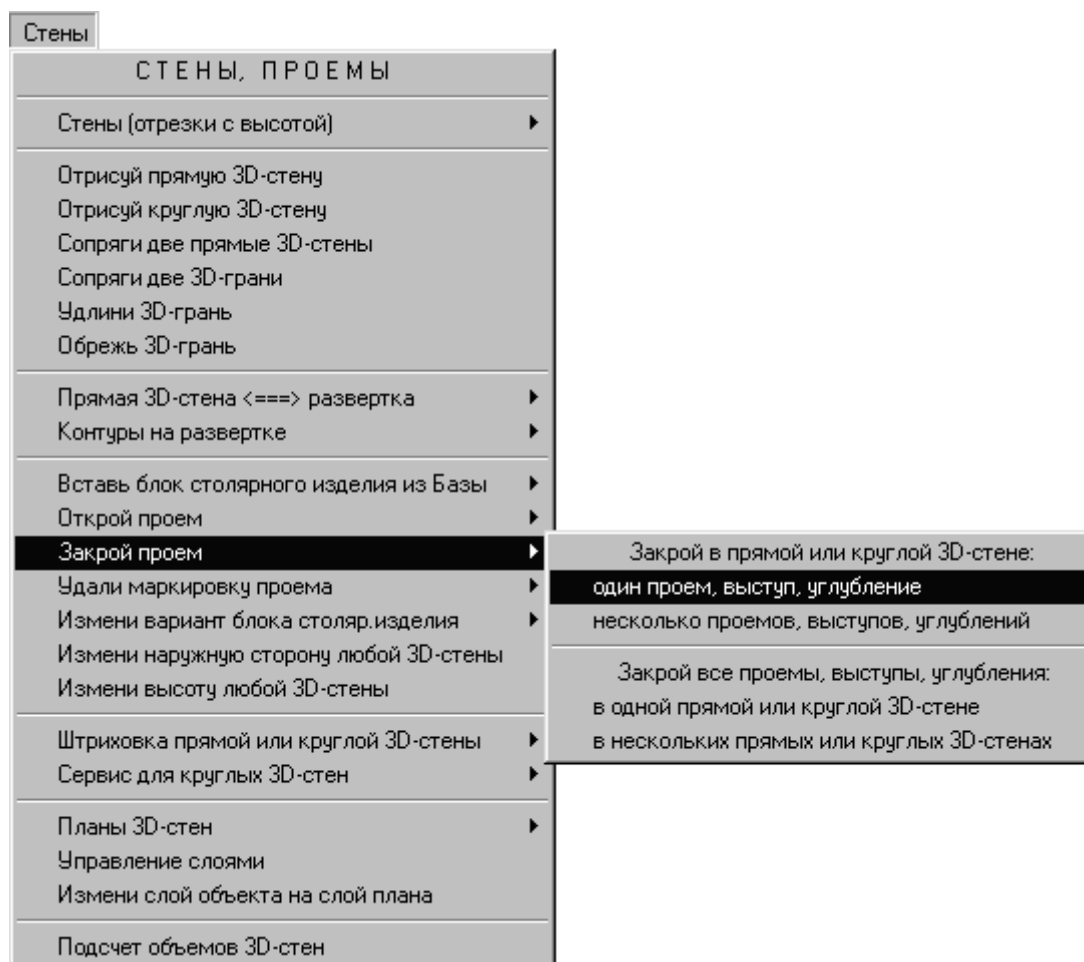 Стены
СТЕНЫ, ПРОЕМЫ
Стены (отрезки с высотой)
Отрисуй прямую 3D-стену
Отрисуй круглую 3D-стену
Сопряги две прямые 3D-стены
Сопряги две 3D-грани
Удлини 3D-грань
Обрежь 3D-грань
Прямая 3D-стена <===> развертка
Контуры на развертке
Вставь блок столярного изделия из Базы
Открой проем
Закрой проем
Удали маркировку проема
Измени вариант блока столяр.изделия
Измени наружную сторону любой 3D-стены
Измени высоту любой 3D-стены
Штриховка прямой или круглой 3D-стены
Сервис для круглых 3D-стен
Планы 3D-стен
Управление слоями
Измени слой объекта на слой плана
Подсчет объемов 3D-стен
Закрой в прямой или круглой 3D-стене:
один проем, выступ, углубление
несколько проемов, выступов, углублений
Закрой все проемы, выступы, углубления:
в одной прямой или круглой 3D-стене
в нескольких прямых или круглых 3D-стенах